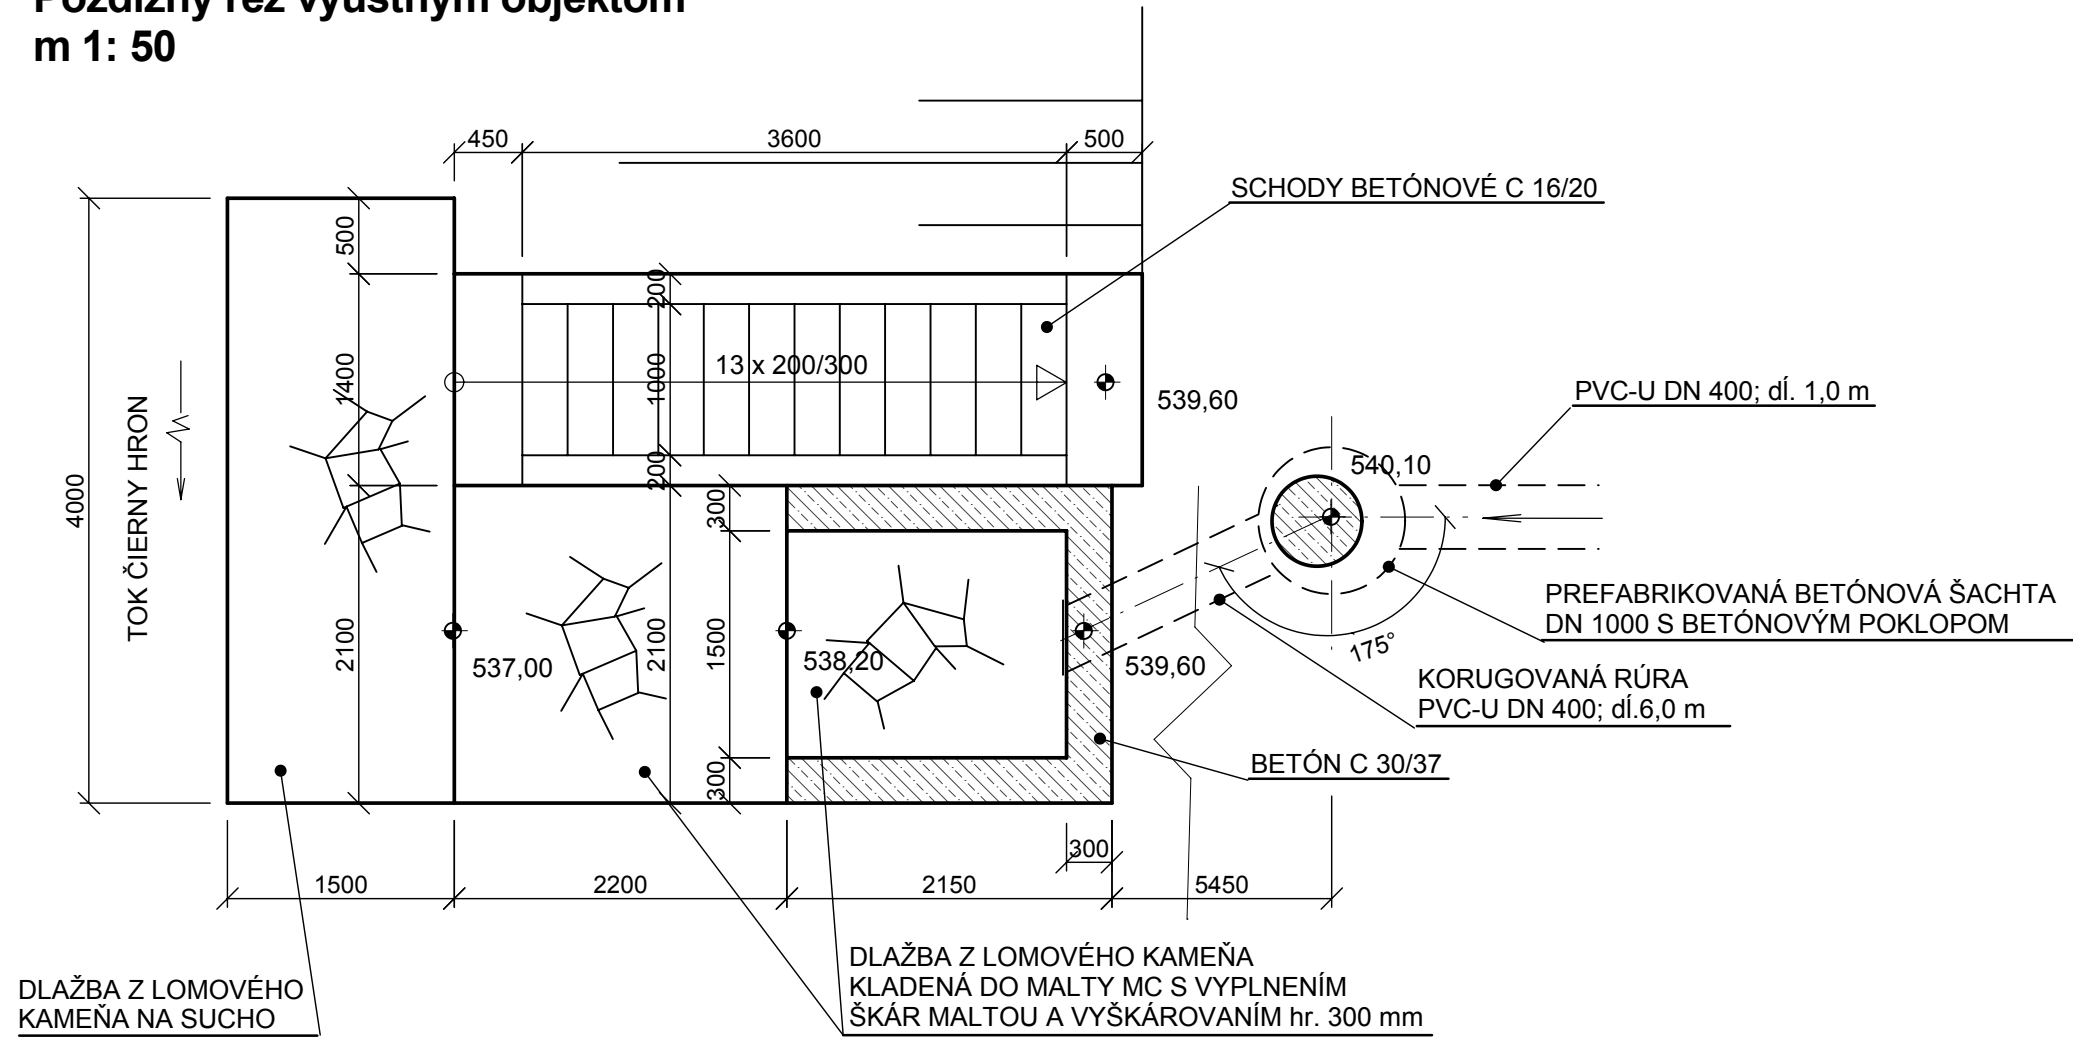 Pozdĺžny rez výustným objektom
m 1: 50
450
3600
500
SCHODY BETÓNOVÉ C 16/20
4000
500
1400
2100
200
1000
200
2100
13 x 200/300
539,60
PVC-U DN 400; dĺ. 1,0 m
540,10
TOK ČIERNY HRON
300
1500
300
537,00
538,20
539,60
175°
PREFABRIKOVANÁ BETÓNOVÁ ŠACHTA
DN 1000 S BETÓNOVÝM POKLOPOM
KORUGOVANÁ RÚRA
PVC-U DN 400; dĺ.6,0 m
BETÓN C 30/37
300
1500
2200
2150
5450
DLAŽBA Z LOMOVÉHO
KAMEŇA NA SUCHO
DLAŽBA Z LOMOVÉHO KAMEŇA
KLADENÁ DO MALTY MC S VYPLNENÍM
ŠKÁR MALTOU A VYŠKÁROVANÍM hr. 300 mm